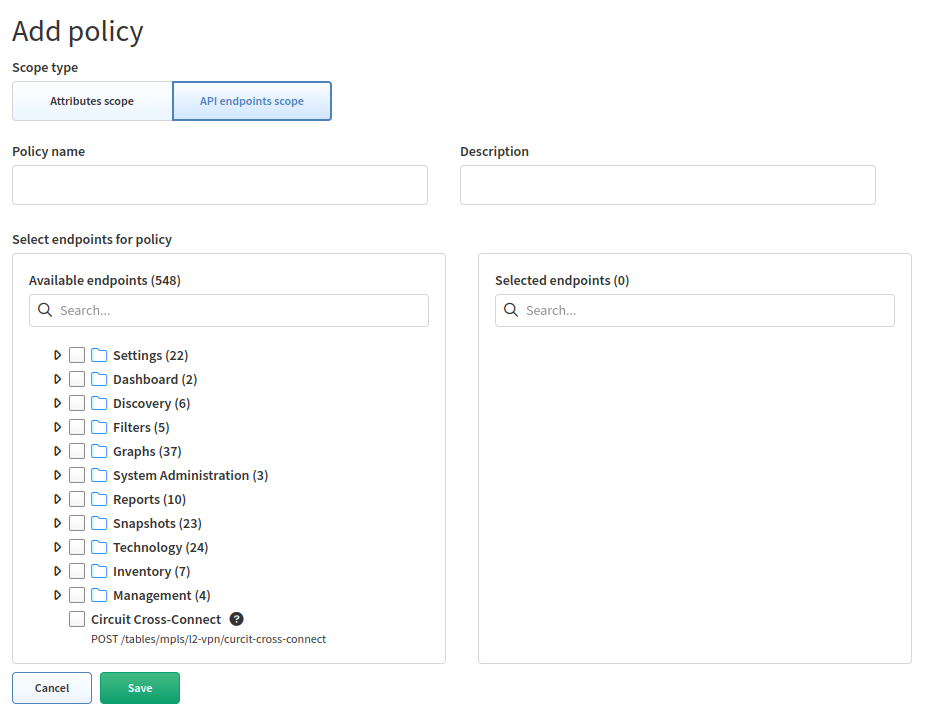 Add policy
Scope type
Attributes scope
API endpoints scope
Policy name
Description
Select endpoints for policy
Available endpoints (548)
Search...
Settings (22)
Dashboard (2)
Discovery (6)
Filters (5)
Graphs (37)
System Administration (3)
Reports (10)
Snapshots (23)
Technology (24)
Inventory (7)
Management (4)
Circuit Cross-Connect ?
POST /tables/mpls/l2-vpn/curcit-cross-connect
Selected endpoints (0)
Search...
Cancel
Save